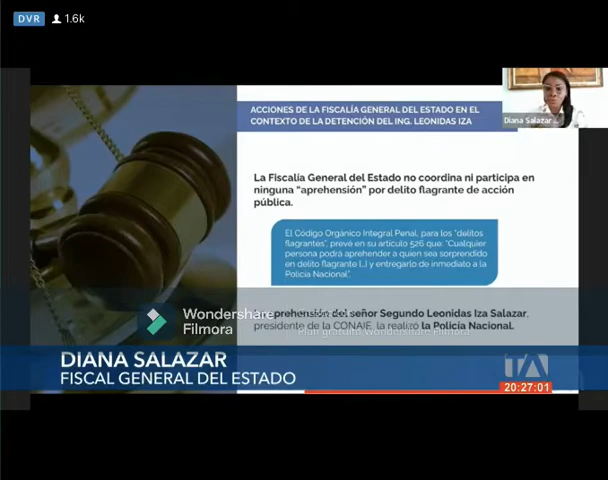 DVR 1.6k
ACCIONES DE LA FISCALÍA GENERAL DEL ESTADO EN EL
CONTEXTO DE LA DETENCIÓN DEL ING. LEONIDAS IZA
Diana Salazar
La Fiscalía General del Estado no coordina ni participa en
ninguna “aprehensión” por delito flagrante de acción
pública.
El Código Orgánico Integral Penal, para los “delitos
flagrantes”, prevé en su artículo 526 que: “Cualquier
persona podrá aprehender a quien sea sorprendido
en delito flagrante [...] y entregarlo de inmediato a la
Policía Nacional”.
prehensión del señor Segundo Leonidas Iza Salazar,
presidente de la CONAIE, la realizó la Policía Nacional.
Wondershare
Filmora
DIANA SALAZAR
FISCAL GENERAL DEL ESTADO
TA
20:27:01